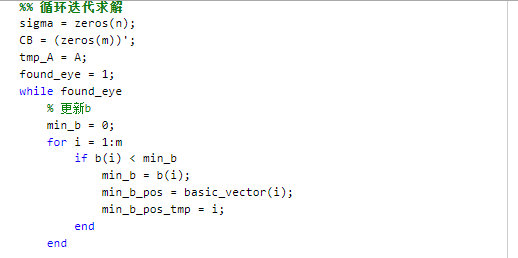 %% 循环迭代求解
sigma = zeros(n);
CB = (zeros(m))';
tmp_A = A;
found_eye = 1;
while found_eye
% 更新b
min_b = 0;
for i = 1:m
if b(i) < min_b
min_b = b(i);
min_b_pos = basic_vector(i);
min_b_pos_tmp = i;
end
end